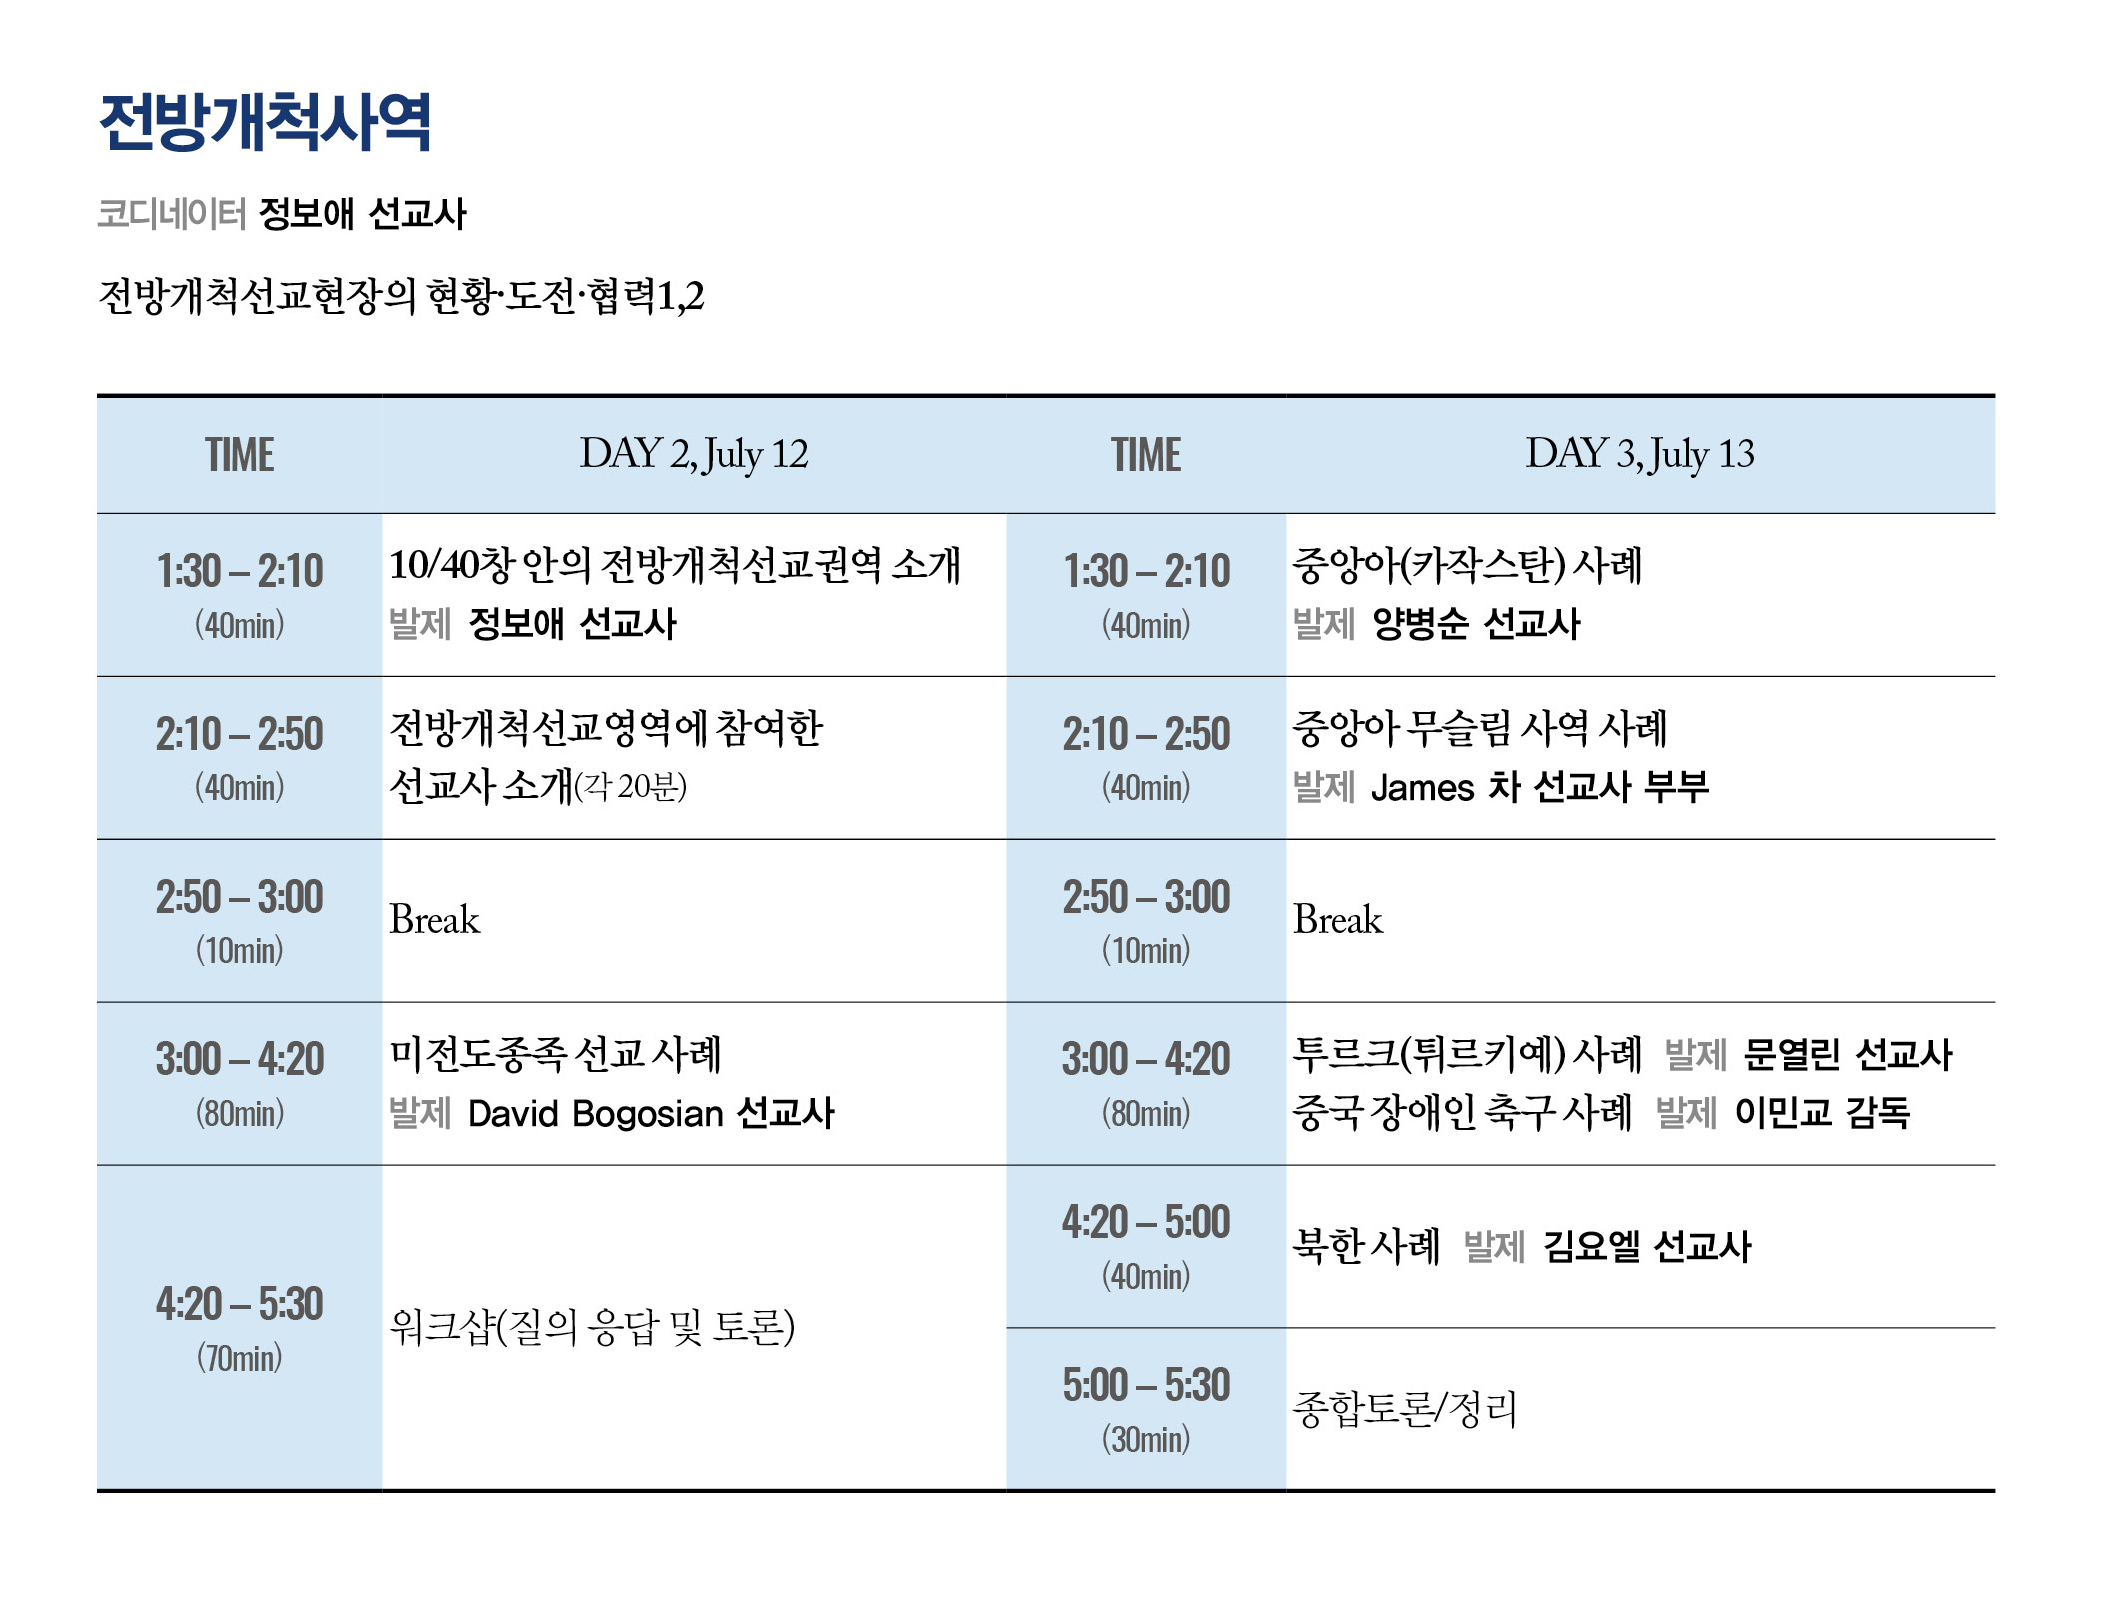 전방개척사역
코디네이터 정보애 선교사
전방개척선교현장의 현황·도전·협력1,2
TIME DAY 2, July 12 TIME DAY 3, July 13
1:30 – 2:10
(40min)
10/40창 안의 전방개척선교권역 소개
발제 정보애 선교사
1:30 – 2:10
(40min)
중앙아(카작스탄) 사례
발제 양병순 선교사
2:10 – 2:50
(40min)
전방개척선교영역에 참여한
선교사 소개(각 20분)
2:10 – 2:50
(40min)
중앙아 무슬림 사역 사례
발제 James 차 선교사 부부
2:50 – 3:00
(10min)
Break
2:50 – 3:00
(10min)
Break
3:00 – 4:20
(80min)
미전도종족 선교 사례
발제 David Bogosian 선교사
3:00 – 4:20
(80min)
투르크(튀르키예) 사례 발제 문열린 선교사
중국 장애인 축구 사례 발제 이민교 감독
4:20 – 5:30
(70min)
워크샵(질의 응답 및 토론)
4:20 – 5:00
(40min)
북한 사례 발제 김요엘 선교사
5:00 – 5:30
(30min)
종합토론/정리